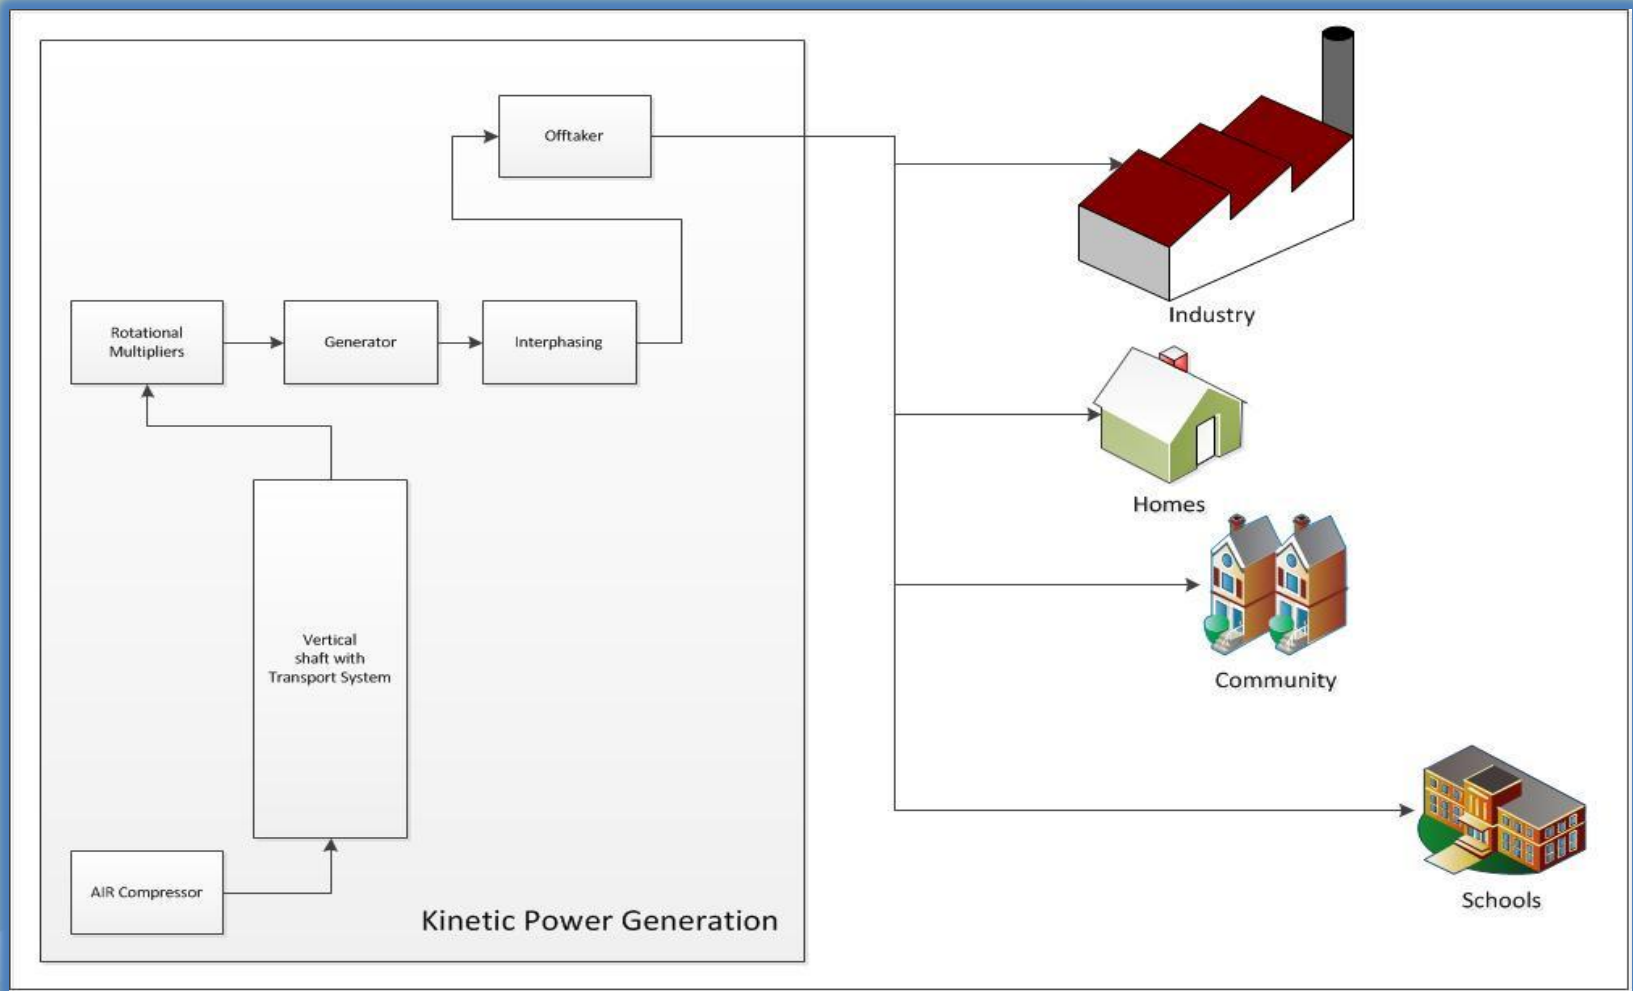 Offtaker
Rotational
Multipliers
Generator
Interphasing
Vertical
shaft with
Transport System
AIR Compressor
Kinetic Power Generation
Industry
Homes
Community
Schools